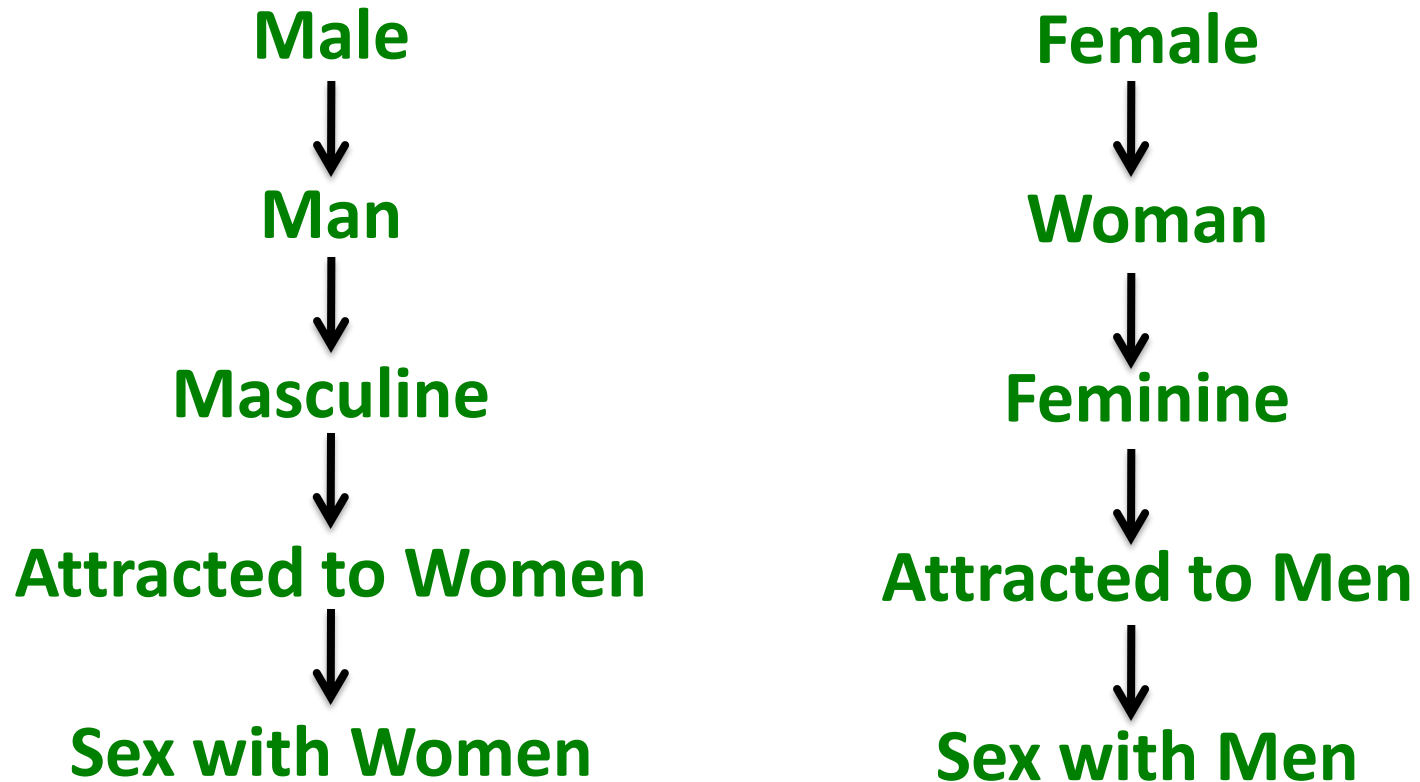 Male
Man
Masculine
Attracted to Women
Sex with Women
Female
Woman
Feminine
Attracted to Men
Sex with Men